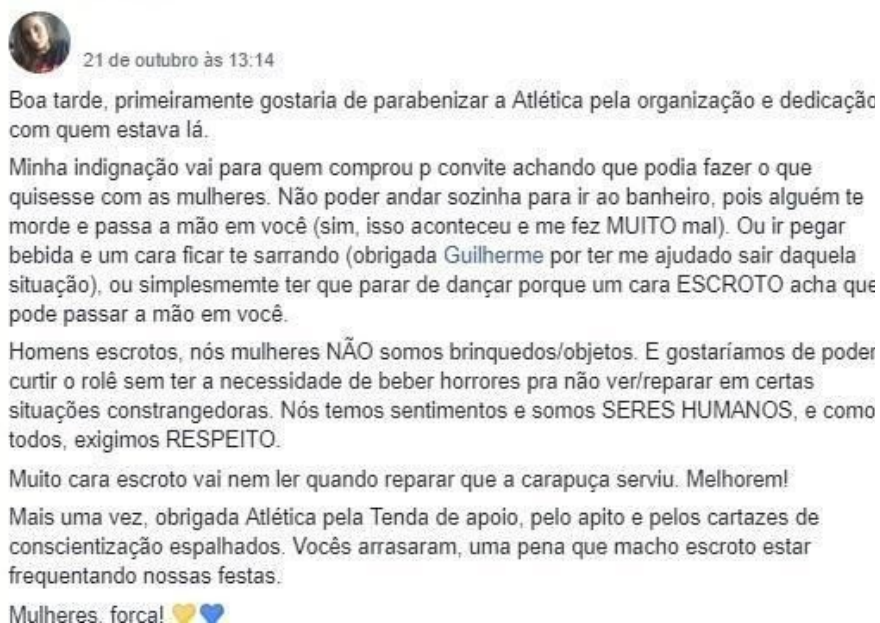 21 de outubro às 13:14
Boa tarde, primeiramente gostaria de parabenizar a Atlética pela organização e dedicação
com quem estava lá.
Minha indignação vai para quem comprou p convite achando que podia fazer o que
quisesse com as mulheres. Não poder andar sozinha para ir ao banheiro, pois alguém te
morde e passa a mão em você (sim, isso aconteceu e me fez MUITO mal). Ou ir pegar
bebida e um cara ficar te sarrando (obrigada Guilherme por ter me ajudado sair daquela
situação), ou simplesmemte ter que parar de dançar porque um cara ESCROTO acha que
pode passar a mão em você.
Homens escrotos, nós mulheres NÃO somos brinquedos/objetos. E gostaríamos de poder
curtir o rolê sem ter a necessidade de beber horrores pra não ver/reparar em certas
situações constrangedoras. Nós temos sentimentos e somos SERES HUMANOS, e como
todos, exigimos RESPEITO.
Muito cara escroto vai nem ler quando reparar que a carapuça serviu. Melhorem!
Mais uma vez, obrigada Atlética pela Tenda de apoio, pelo apito e pelos cartazes de
conscientização espalhados. Vocês arrasaram, uma pena que macho escroto estar
frequentando nossas festas.
Mulheres, força! 💛💙